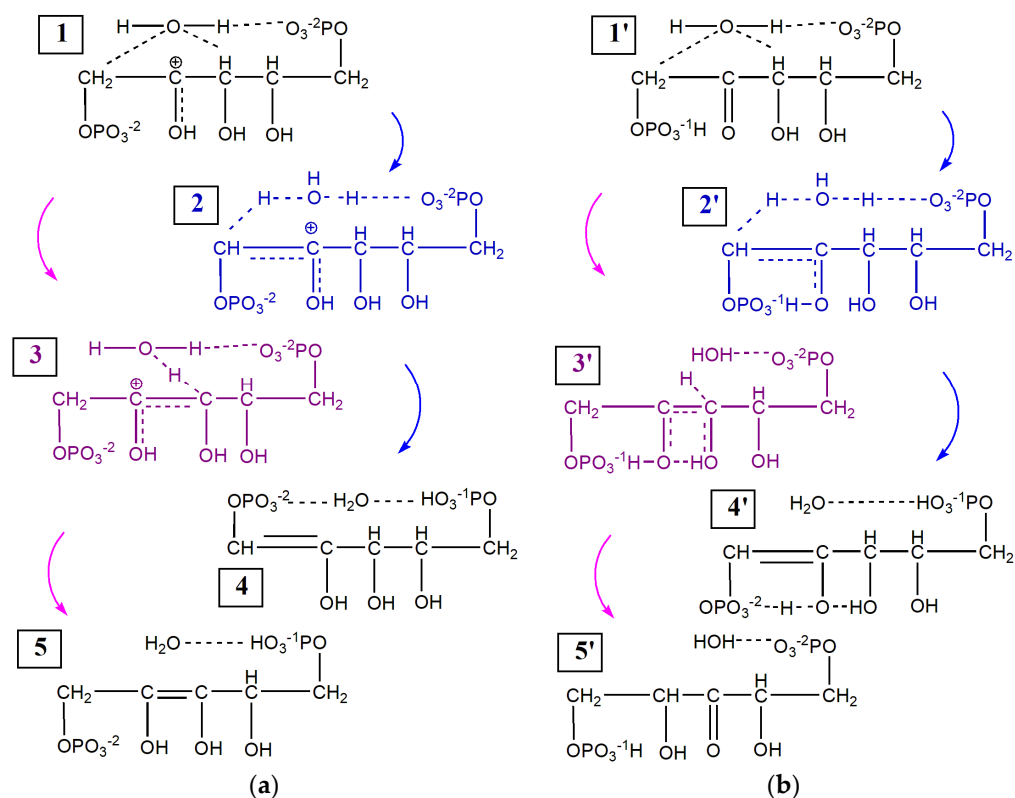 1
H O H O₃⁻²PO
CH₂ C ⊕ C H C H CH₂
OPO₃⁻² OH OH OH
2
H H O H O₃⁻²PO
CH C ⊕ C H C H CH₂
OPO₃⁻² OH OH OH
3
H O H O₃⁻²PO
H
CH₂ C ⊕ C C H CH₂
OPO₃⁻² OH OH OH
OPO₃⁻² H₂O HO₃⁻¹PO
CH C C H C H CH₂
4
OH OH OH
5
H₂O HO₃⁻¹PO
CH₂ C C C H CH₂
OPO₃⁻² OH OH OH
(a)
1'
H O H O₃⁻²PO
CH₂ C C H C H CH₂
OPO₃⁻¹H O OH OH
2'
H H O H O₃⁻²PO
CH C C H C H CH₂
OPO₃⁻¹H O HO OH
3'
HOH O₃⁻²PO
H
CH₂ C C C H CH₂
OPO₃⁻¹H O HO OH
4'
H₂O HO₃⁻¹PO
CH C C H C H CH₂
OPO₃⁻² H O HO OH
5'
HOH O₃⁻²PO
CH₂ CH C C H CH₂
OPO₃⁻¹H OH O OH
(b)